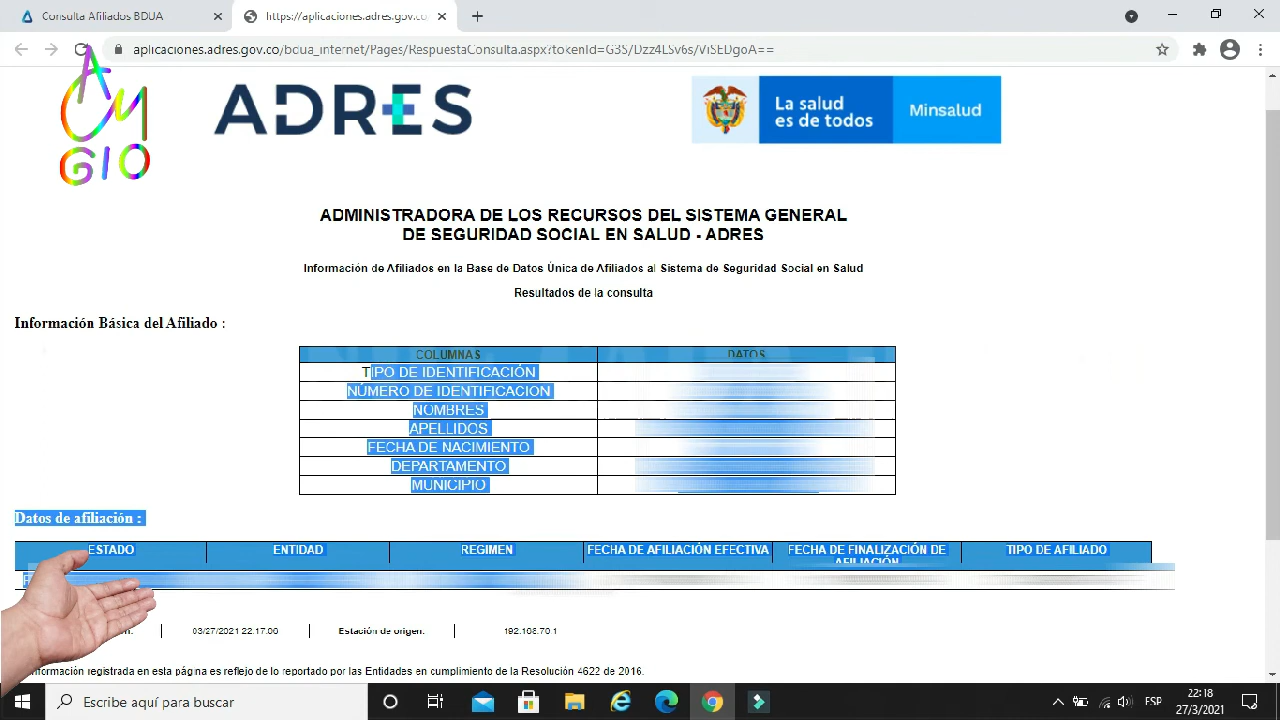 Consulta Afiliados BDUA
https://aplicaciones.adres.gov.co
aplicaciones.adres.gov.co/bdua_internet/Pages/RespuestaConsulta.aspx?tokenId=G3S/Dzz4LSv6s/ViSEDgoA==
AMC
GIO
ADRES
La salud
es de todos
Minsalud
ADMINISTRADORA DE LOS RECURSOS DEL SISTEMA GENERAL
DE SEGURIDAD SOCIAL EN SALUD - ADRES
Información de Afiliados en la Base de Datos Única de Afiliados al Sistema de Seguridad Social en Salud
Resultados de la consulta
Información Básica del Afiliado :
COLUMNAS DATOS
TIPO DE IDENTIFICACIÓN
NÚMERO DE IDENTIFICACION
NOMBRES
APELLIDOS
FECHA DE NACIMIENTO
DEPARTAMENTO
MUNICIPIO
Datos de afiliación :
ESTADO ENTIDAD REGIMEN FECHA DE AFILIACIÓN EFECTIVA FECHA DE FINALIZACIÓN DE AFILIACIÓN TIPO DE AFILIADO
03/27/2021 22:17:00 Estación de origen: 192.168.70.1
información registrada en esta página es reflejo de lo reportado por las Entidades en cumplimiento de la Resolución 4622 de 2016.
Escribe aquí para buscar
ESP
22:18
27/3/2021